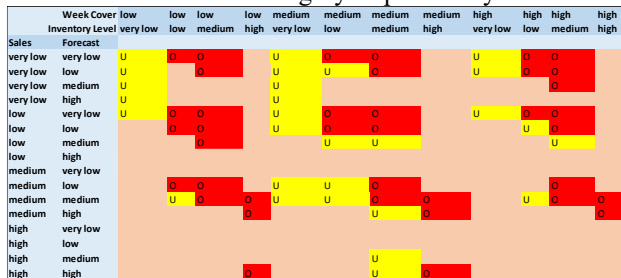 Week Cover low low low low medium medium medium medium high high high high
Inventory Level very low low medium high very low low medium high very low low medium high
Sales Forecast
very low very low U O O U O O U O O
very low low U O U U O U O O
very low medium U U O
very low high U U
low very low U O O U O O U O O
low low O O U O O U O
low medium O U U U
low high
medium very low
medium low O O U U O O
medium medium U O O U U O O U O O
medium high O U O O
high very low
high low
high medium U
high high O U O